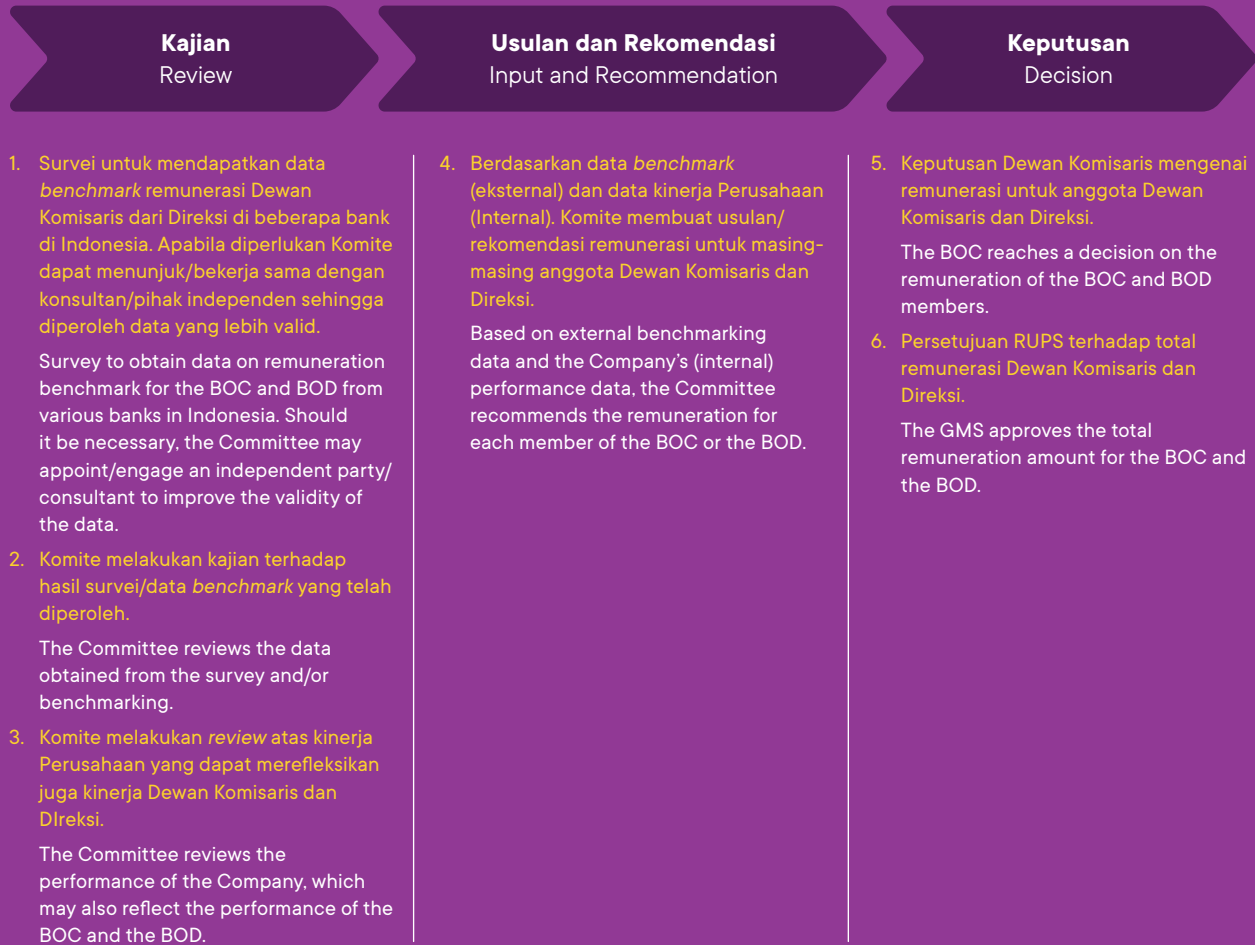 Kajian
Review
Usulan dan Rekomendasi
Input and Recommendation
Keputusan
Decision
1. Survei untuk mendapatkan data
benchmark remunerasi Dewan
Komisaris dari Direksi di beberapa bank
di Indonesia. Apabila diperlukan Komite
dapat menunjuk/bekerja sama dengan
konsultan/pihak independen sehingga
diperoleh data yang lebih valid.
Survey to obtain data on remuneration
benchmark for the BOC and BOD from
various banks in Indonesia. Should
it be necessary, the Committee may
appoint/engage an independent party/
consultant to improve the validity of
the data.
2. Komite melakukan kajian terhadap
hasil survei/data benchmark yang telah
diperoleh.
The Committee reviews the data
obtained from the survey and/or
benchmarking.
3. Komite melakukan review atas kinerja
Perusahaan yang dapat merefleksikan
juga kinerja Dewan Komisaris dan
DIreksi.
The Committee reviews the
performance of the Company, which
may also reflect the performance of the
BOC and the BOD.
4. Berdasarkan data benchmark
(eksternal) dan data kinerja Perusahaan
(Internal). Komite membuat usulan/
rekomendasi remunerasi untuk masing-
masing anggota Dewan Komisaris dan
Direksi.
Based on external benchmarking
data and the Company's (internal)
performance data, the Committee
recommends the remuneration for
each member of the BOC or the BOD.
5. Keputusan Dewan Komisaris mengenai
remunerasi untuk anggota Dewan
Komisaris dan Direksi.
The BOC reaches a decision on the
remuneration of the BOC and BOD
members.
6. Persetujuan RUPS terhadap total
remunerasi Dewan Komisaris dan
Direksi.
The GMS approves the total
remuneration amount for the BOC and
the BOD.